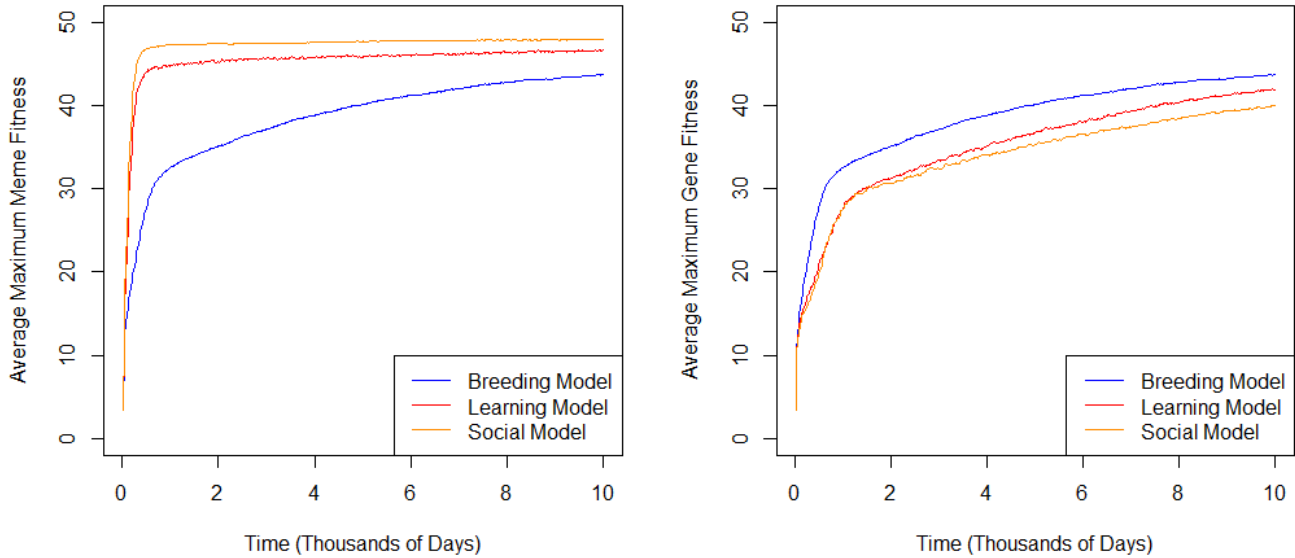 Average Maximum Meme Fitness
50
40
30
20
10
0
Breeding Model
Learning Model
Social Model
0 2 4 6 8 10
Time (Thousands of Days)
Average Maximum Gene Fitness
50
40
30
20
10
0
Breeding Model
Learning Model
Social Model
0 2 4 6 8 10
Time (Thousands of Days)